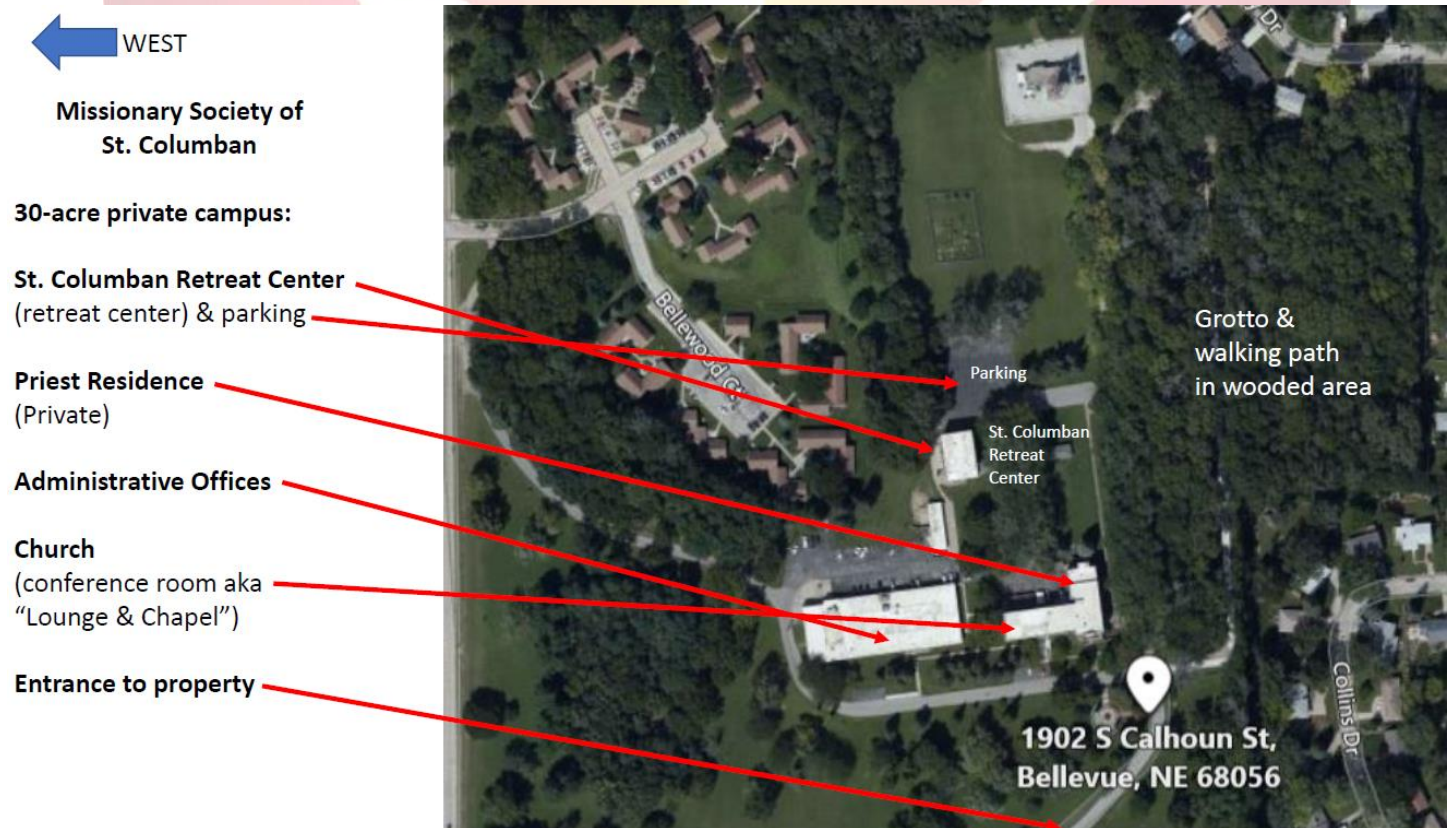 WEST
Missionary Society of
St. Columban
30-acre private campus:
St. Columban Retreat Center
(retreat center) & parking
Priest Residence
(Private)
Administrative Offices
Church
(conference room aka
“Lounge & Chapel”)
Entrance to property
Bellewood Ct
Parking
St. Columban
Retreat
Center
Grotto &
walking path
in wooded area
Collins Dr
1902 S Calhoun St,
Bellevue, NE 68056
Dr